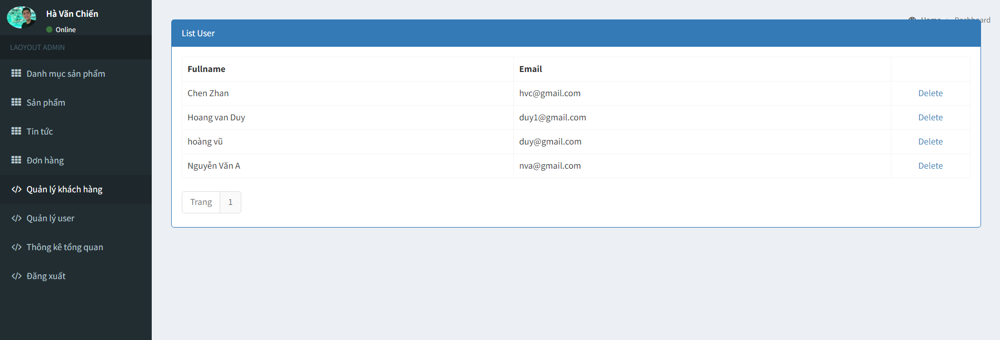 Hà Văn Chiến
Online
LAOYOUT ADMIN
Danh mục sản phẩm
Sản phẩm
Tin tức
Đơn hàng
Quản lý khách hàng
Quản lý user
Thông kê tổng quan
Đăng xuất
Home > Dashboard
List User
Fullname Email
Chen Zhan hvc@gmail.com Delete
Hoang van Duy duy1@gmail.com Delete
hoàng vũ duy@gmail.com Delete
Nguyễn Văn A nva@gmail.com Delete
Trang 1